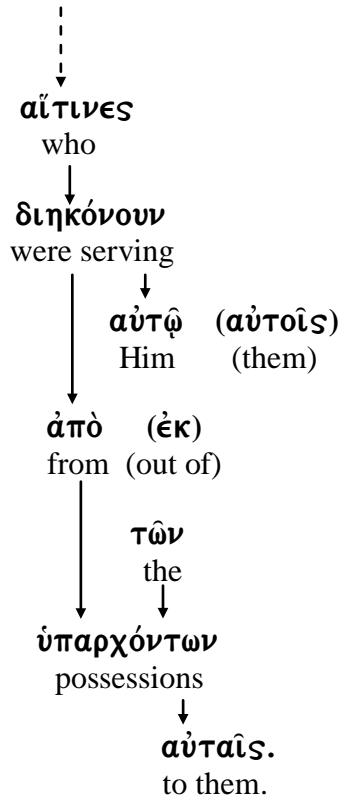 αἵτινες
who
διηκόνουν
were serving
αὐτῷ (αὐτοῖς)
Him (them)
ἀπὸ (ἐκ)
from (out of)
τῶν
the
ὑπαρχόντων
possessions
αὐταῖς.
to them.